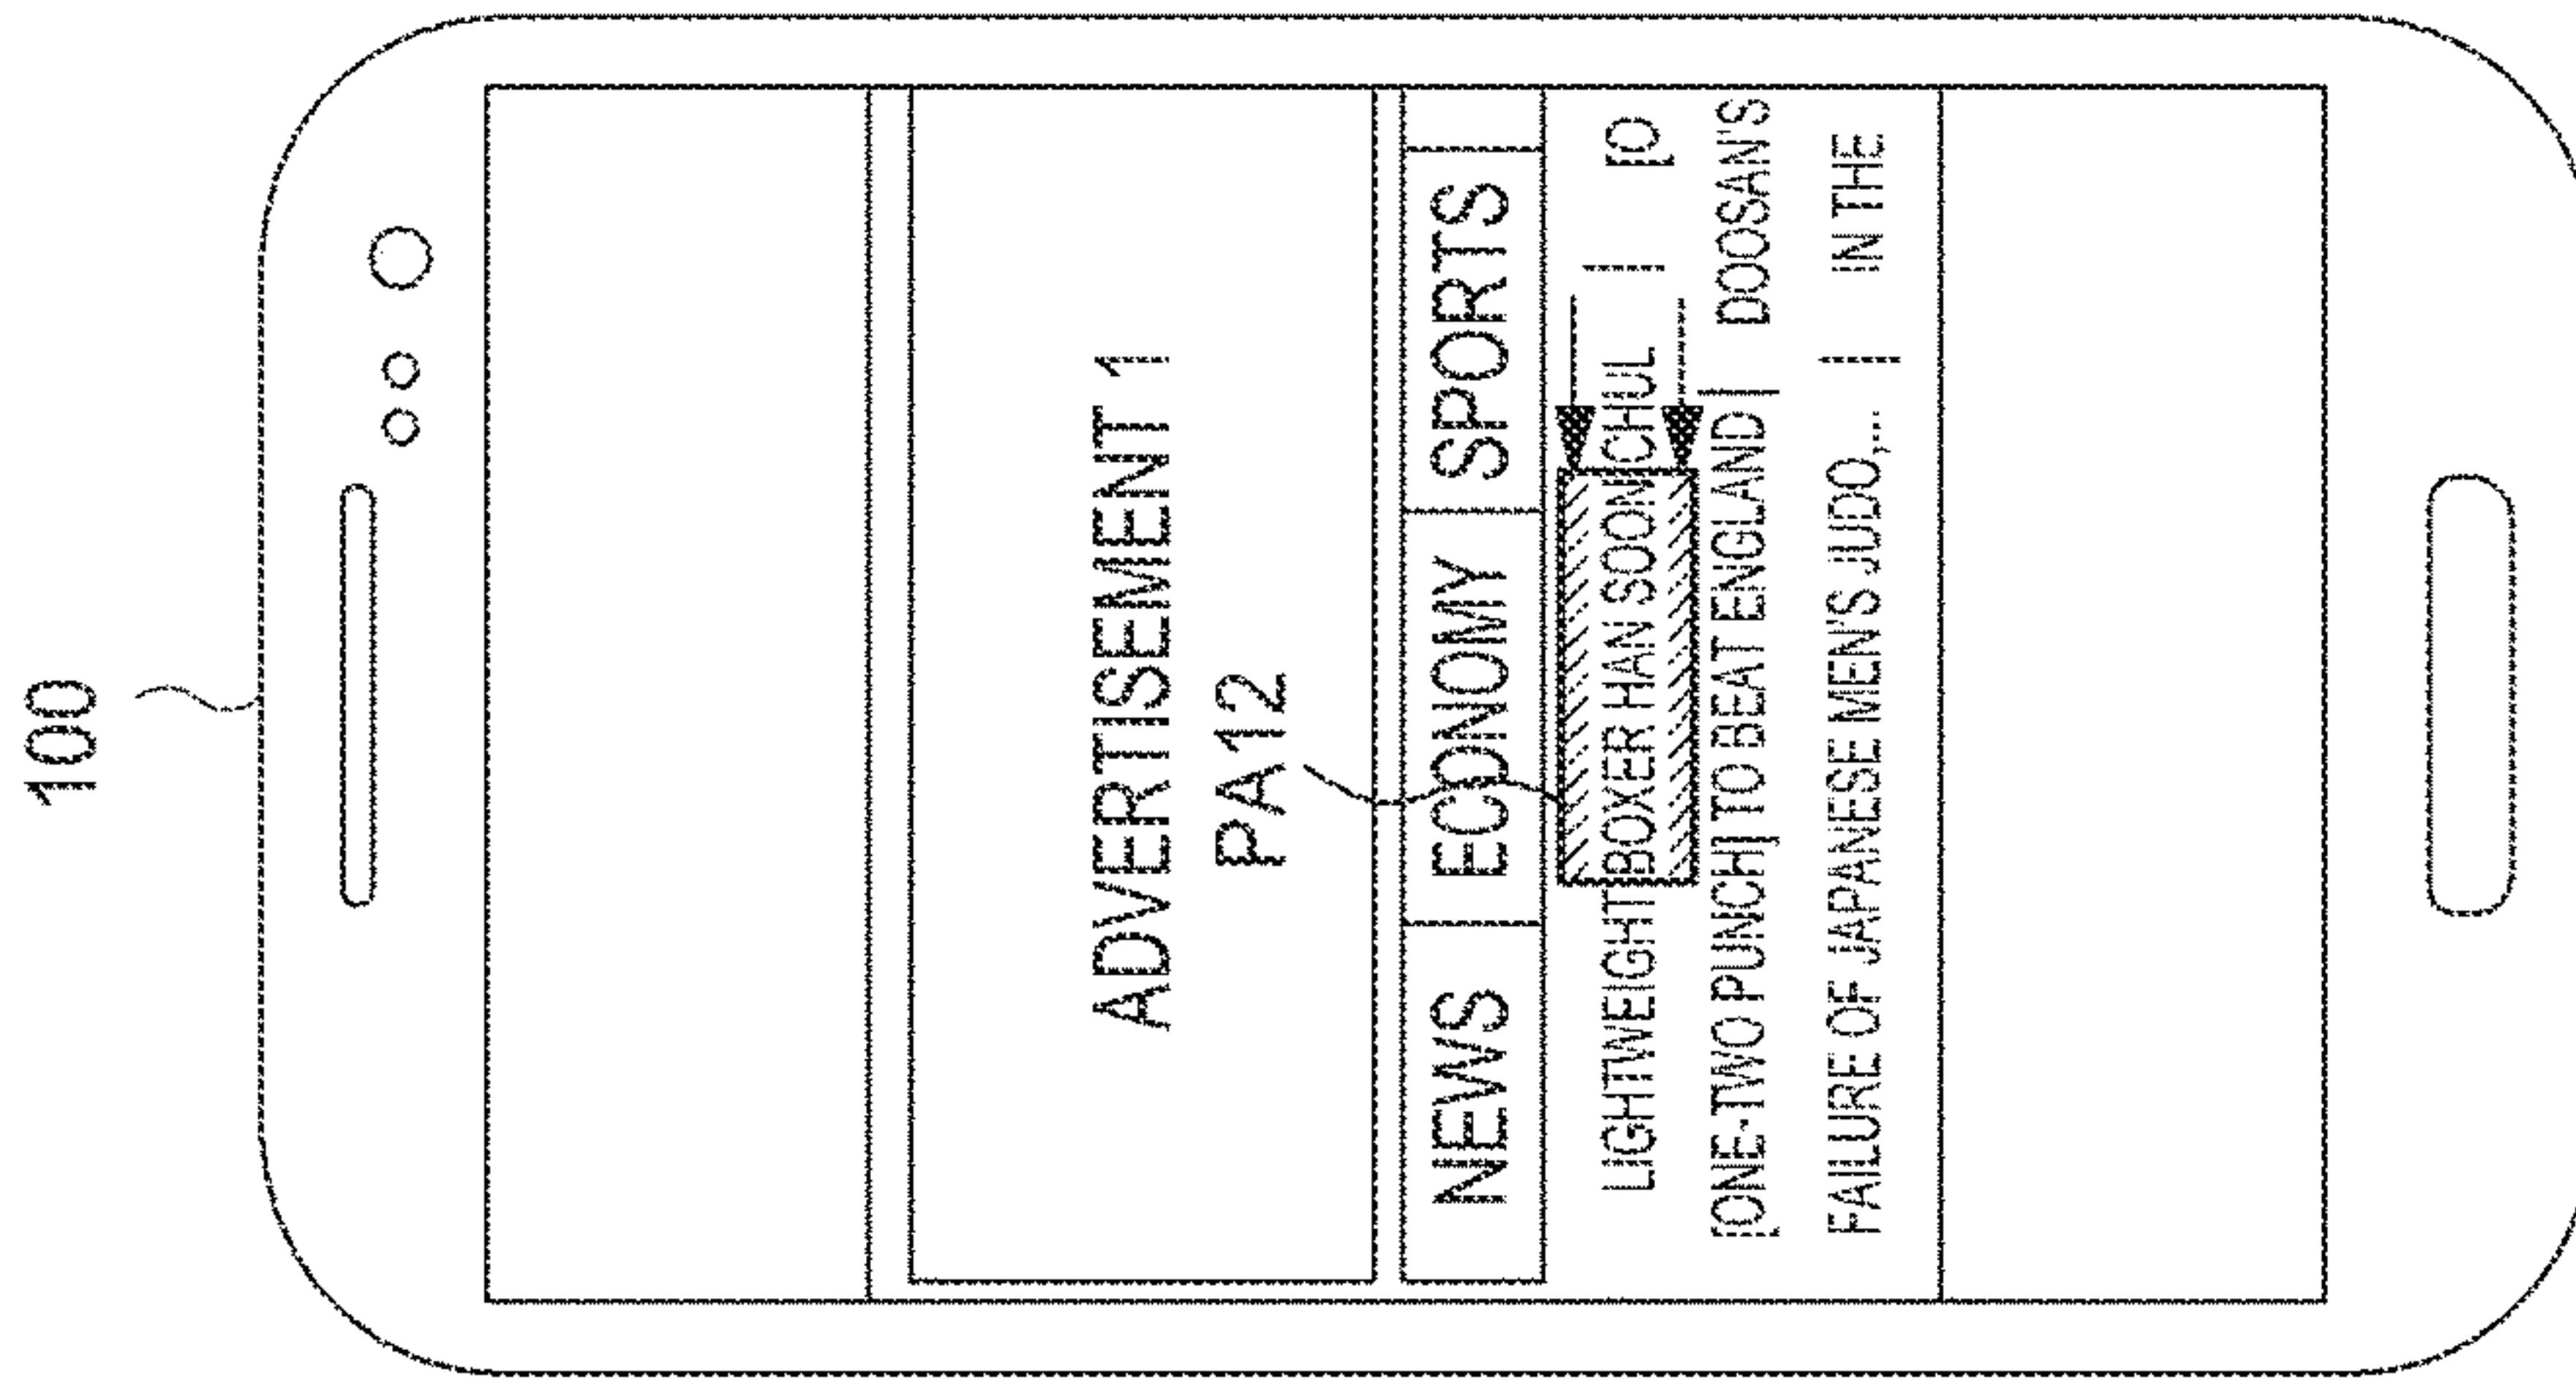 100
ADVERTISEMENT 1
PA12
NEWS ECONOMY SPORTS
LIGHTWEIGHT BOXER HAN SOON CHUL | [O
[ONE-TWO PUNCH] TO BEAT ENGLAND | DOOSAN'S
FAILURE OF JAPANESE MEN'S JUDO,... | IN THE